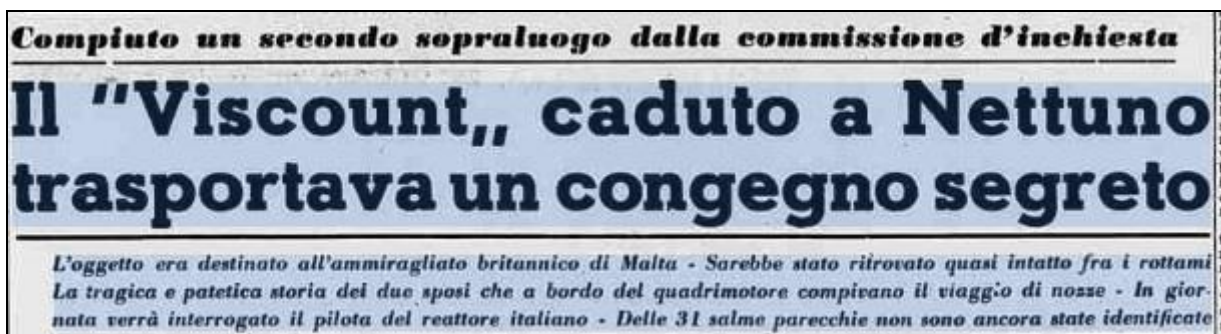 Compiuto un secondo sopraluogo dalla commissione d'inchiesta
Il "Viscount„ caduto a Nettuno
trasportava un congegno segreto
L'oggetto era destinato all'ammiragliato britannico di Malta - Sarebbe stato ritrovato quasi intatto fra i rottami
La tragica e patetica storia dei due sposi che a bordo del quadrimotore compivano il viaggio di nozze - In gior-
nata verrà interrogato il pilota del reattore italiano - Delle 31 salme parecchie non sono ancora state identificate